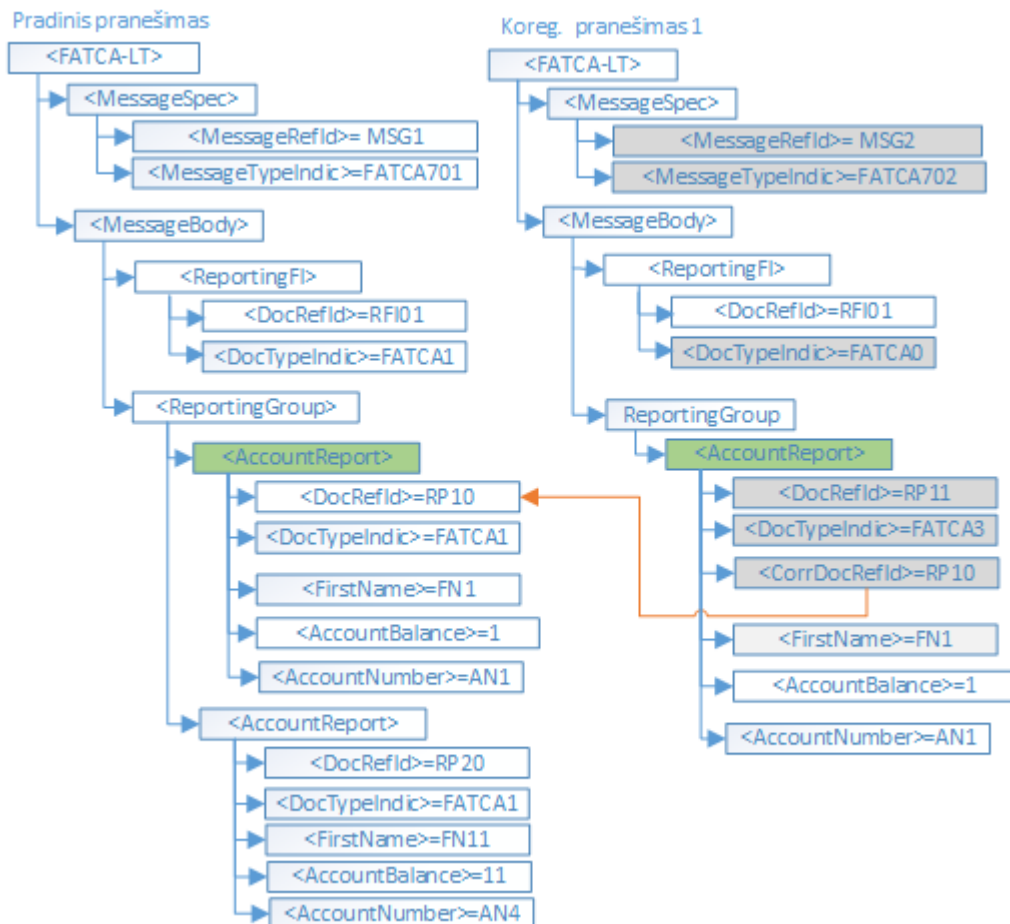 Pradinis pranešimas
<FATCA-LT>
<MessageSpec>
<MessageRefId>= MSG1
<MessageTypeIndic>=FATCA701
<MessageBody>
<ReportingFI>
<DocRefId>=RFI01
<DocTypeIndic>=FATCA1
<ReportingGroup>
<AccountReport>
<DocRefId>=RP10
<DocTypeIndic>=FATCA1
<FirstName>=FN1
<AccountBalance>=1
<AccountNumber>=AN1
<AccountReport>
<DocRefId>=RP20
<DocTypeIndic>=FATCA1
<FirstName>=FN11
<AccountBalance>=11
<AccountNumber>=AN4
Koreg. pranešimas 1
<FATCA-LT>
<MessageSpec>
<MessageRefId>= MSG2
<MessageTypeIndic>=FATCA702
<MessageBody>
<ReportingFI>
<DocRefId>=RFI01
<DocTypeIndic>=FATCA0
ReportingGroup
<AccountReport>
<DocRefId>=RP11
<DocTypeIndic>=FATCA3
<CorrDocRefId>=RP10
<FirstName>=FN1
<AccountBalance>=1
<AccountNumber>=AN1